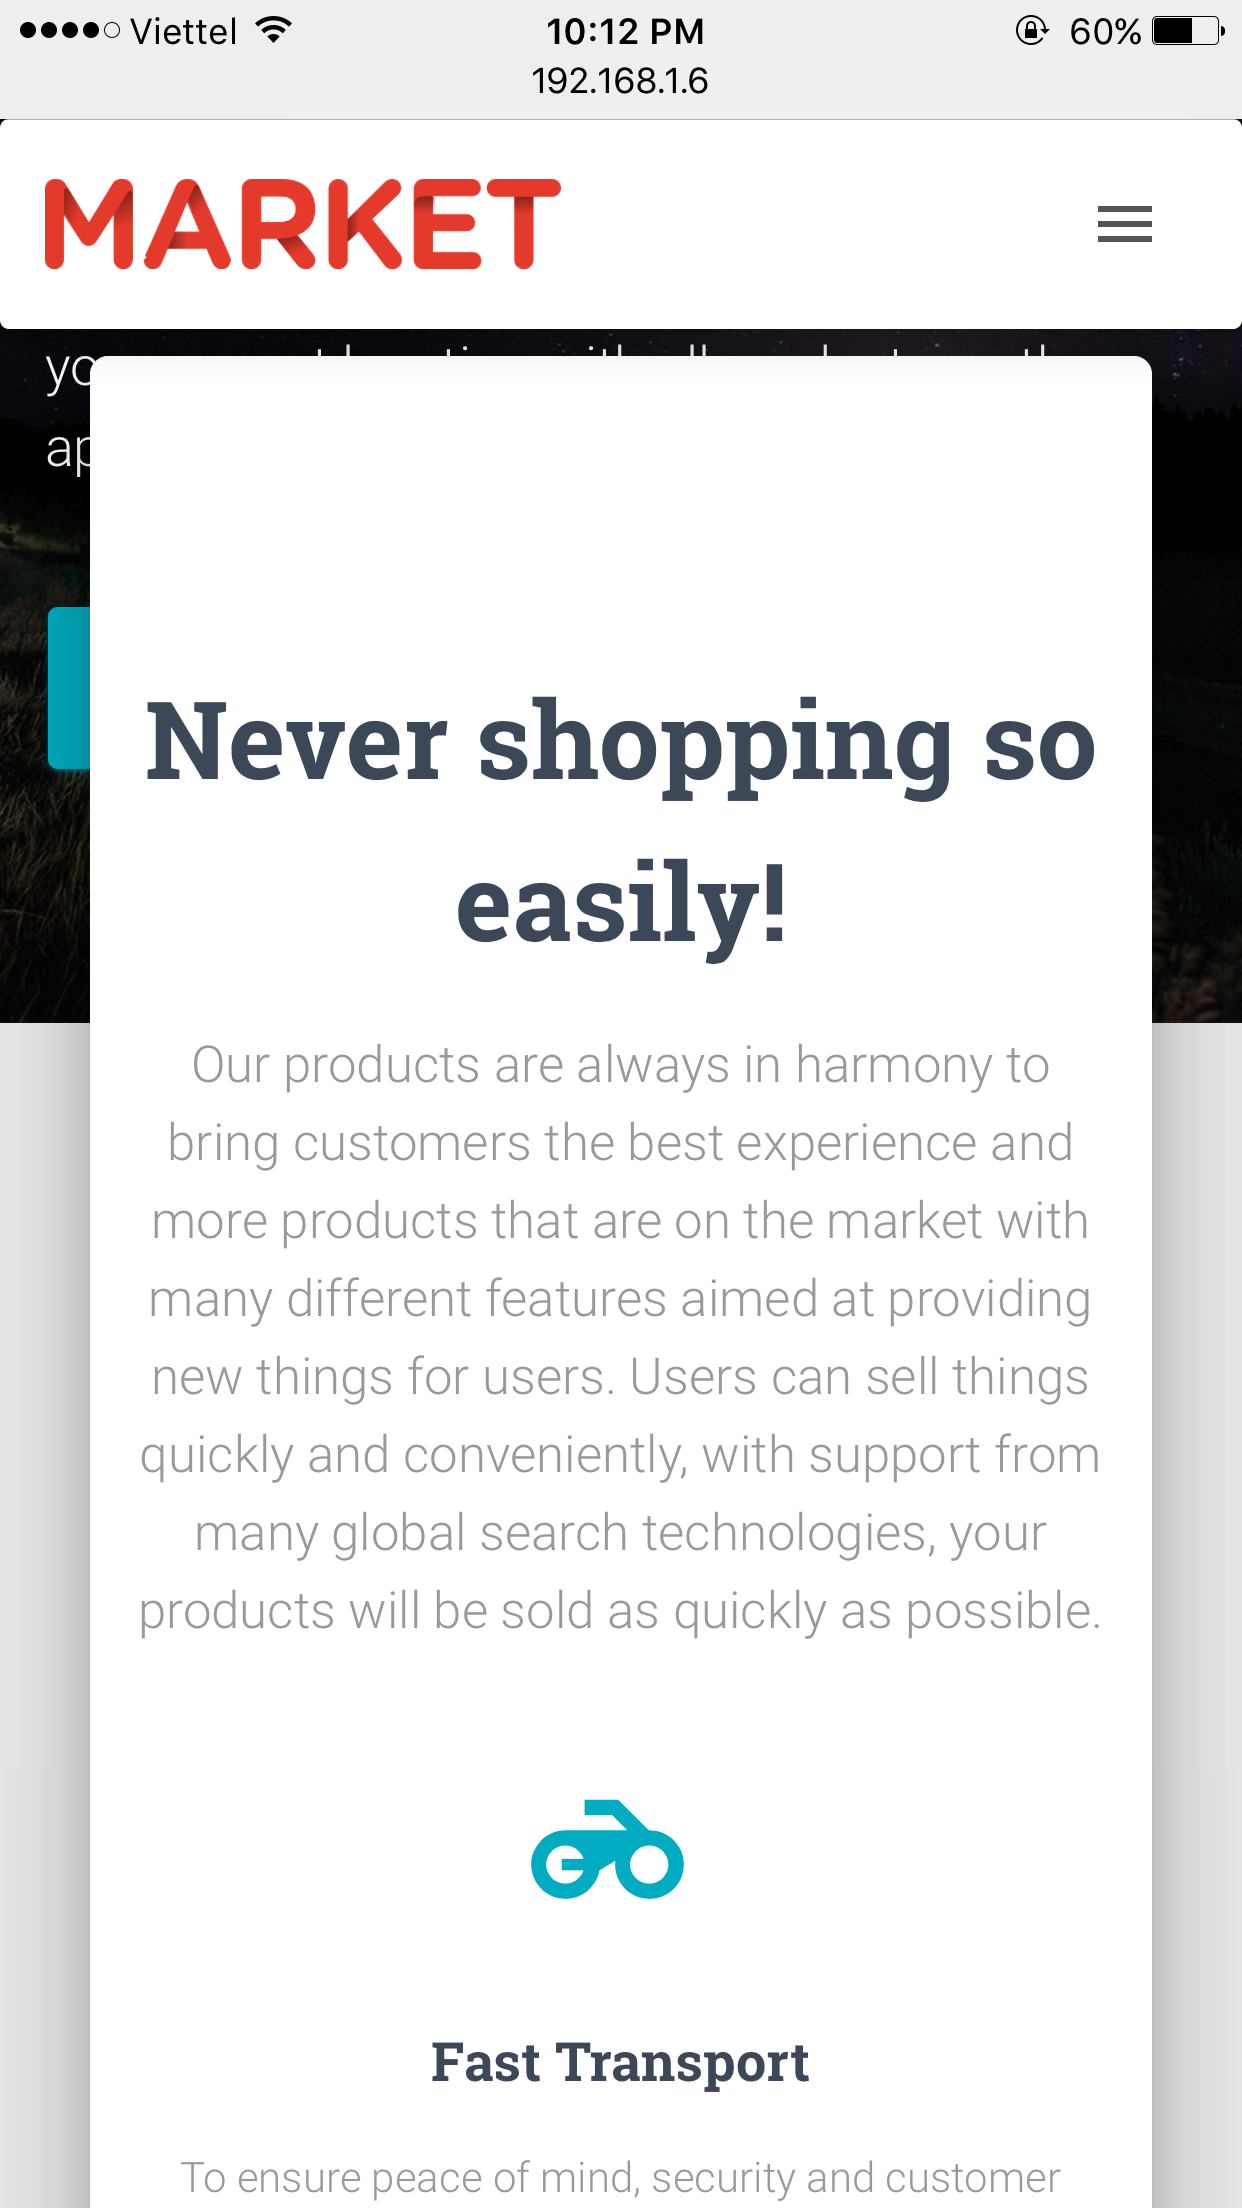 Viettel 10:12 PM 60%
192.168.1.6
MARKET
Never shopping so
easily!
Our products are always in harmony to
bring customers the best experience and
more products that are on the market with
many different features aimed at providing
new things for users. Users can sell things
quickly and conveniently, with support from
many global search technologies, your
products will be sold as quickly as possible.
Fast Transport
To ensure peace of mind, security and customer